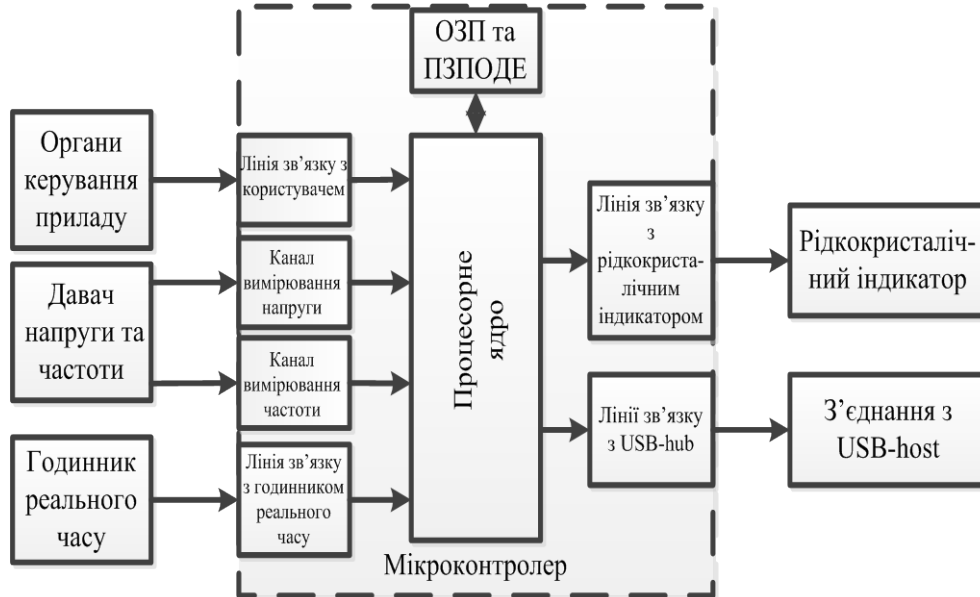 ОЗП та
ПЗПОДЕ
Органи
керування
приладу
Лінія зв’язку з
користувачем
Давач
напруги та
частоти
Канал
вимірювання
напруги
Канал
вимірювання
частоти
Годинник
реального
часу
Лінія зв’язку
з годинником
реального
часу
Процесорне
ядро
Лінія зв’язку
з
рідкокриста-
лічним
індикатором
Рідкокристаліч-
ний індикатор
Лінії зв’язку
з USB-hub
З’єднання з
USB-host
Мікроконтролер